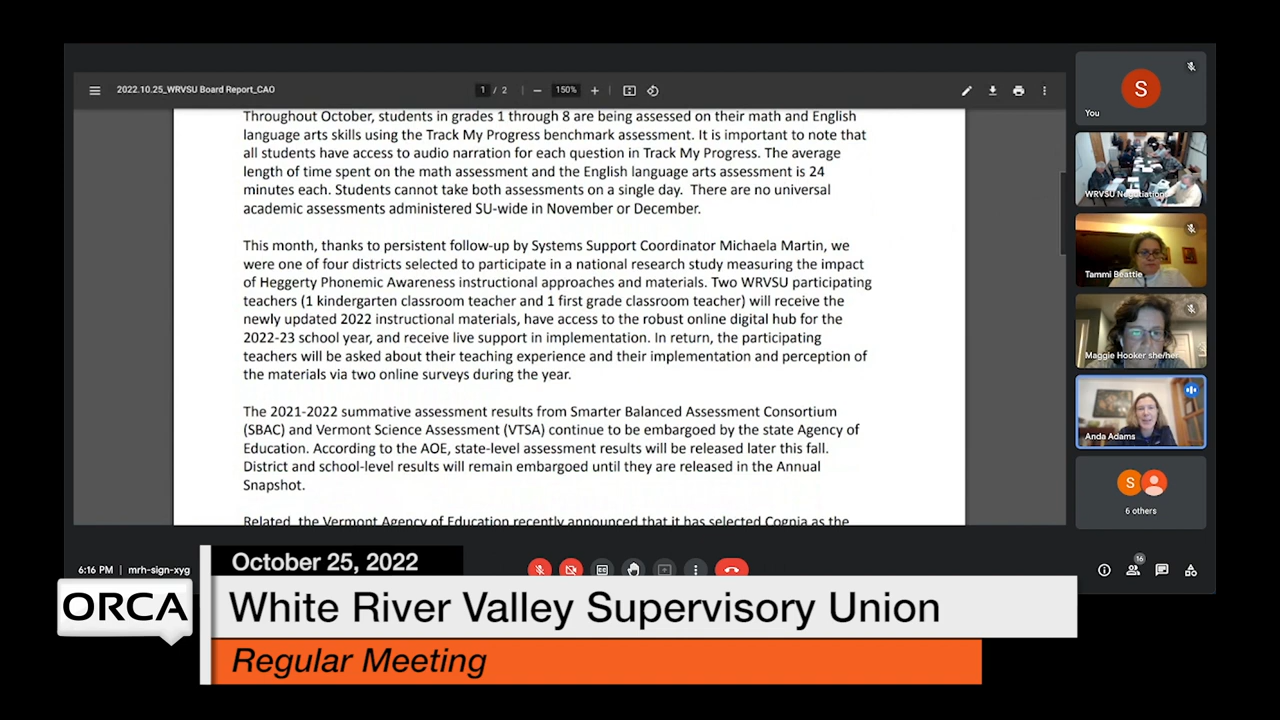 2022.10.25_WRVSU Board Report_CAO
1 / 2
150%
Throughout October, students in grades 1 through 8 are being assessed on their math and English
language arts skills using the Track My Progress benchmark assessment. It is important to note that
all students have access to audio narration for each question in Track My Progress. The average
length of time spent on the math assessment and the English language arts assessment is 24
minutes each. Students cannot take both assessments on a single day. There are no universal
academic assessments administered SU-wide in November or December.
This month, thanks to persistent follow-up by Systems Support Coordinator Michaela Martin, we
were one of four districts selected to participate in a national research study measuring the impact
of Heggerty Phonemic Awareness instructional approaches and materials. Two WRVSU participating
teachers (1 kindergarten classroom teacher and 1 first grade classroom teacher) will receive the
newly updated 2022 instructional materials, have access to the robust online digital hub for the
2022-23 school year, and receive live support in implementation. In return, the participating
teachers will be asked about their teaching experience and their implementation and perception of
the materials via two online surveys during the year.
The 2021-2022 summative assessment results from Smarter Balanced Assessment Consortium
(SBAC) and Vermont Science Assessment (VTSA) continue to be embargoed by the state Agency of
Education. According to the AOE, state-level assessment results will be released later this fall.
District and school-level results will remain embargoed until they are released in the Annual
Snapshot.
Related, the Vermont Agency of Education recently announced that it has selected Cognia as the
S
You
WRVSU Negotiations
Tammi Beattie
Maggie Hooker she/her
Anda Adams
S
6 others
6:16 PM | mrh-sign-xyg
16
October 25, 2022
ORCA
White River Valley Supervisory Union
Regular Meeting